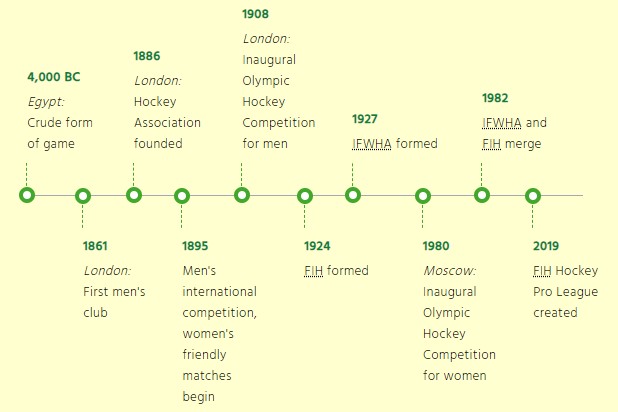 4,000 BC
Egypt:
Crude form
of game
1861
London:
First men's
club
1886
London:
Hockey
Association
founded
1895
Men's
international
competition,
women's
friendly
matches
begin
1908
London:
Inaugural
Olympic
Hockey
Competition
for men
1924
FIH formed
1927
IFWHA formed
1980
Moscow:
Inaugural
Olympic
Hockey
Competition
for women
1982
IFWHA and
FIH merge
2019
FIH Hockey
Pro League
created